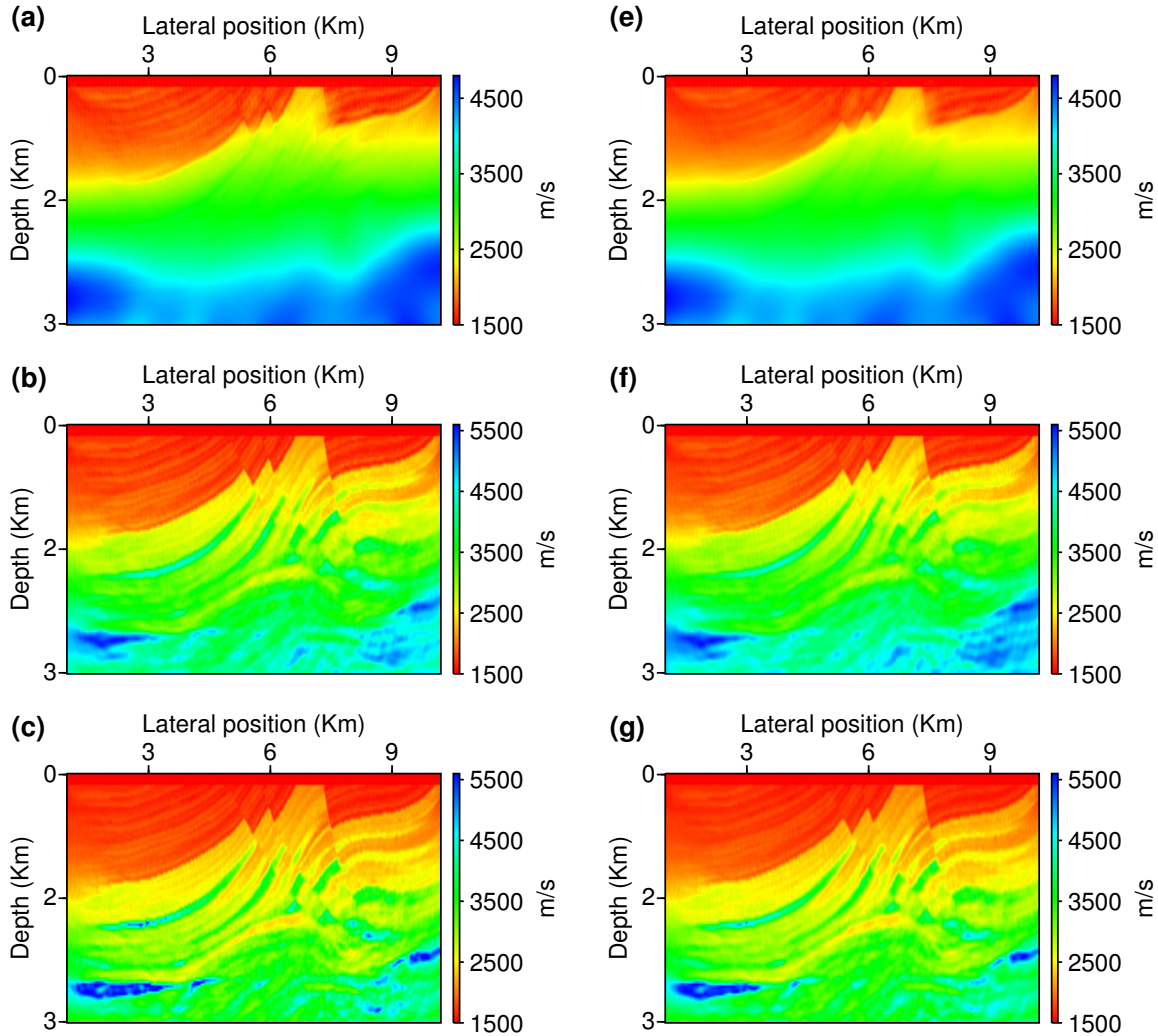 (a)
Lateral position (Km)
3 6 9
0
2
3
Depth (Km)
4500
3500
2500
1500
m/s
(e)
Lateral position (Km)
3 6 9
0
2
3
Depth (Km)
4500
3500
2500
1500
m/s
(b)
Lateral position (Km)
3 6 9
0
2
3
Depth (Km)
5500
4500
3500
2500
1500
m/s
(f)
Lateral position (Km)
3 6 9
0
2
3
Depth (Km)
5500
4500
3500
2500
1500
m/s
(c)
Lateral position (Km)
3 6 9
0
2
3
Depth (Km)
5500
4500
3500
2500
1500
m/s
(g)
Lateral position (Km)
3 6 9
0
2
3
Depth (Km)
5500
4500
3500
2500
1500
m/s